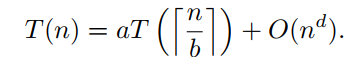 T(n) = aT(⌈n/b⌉) + O(n^d).